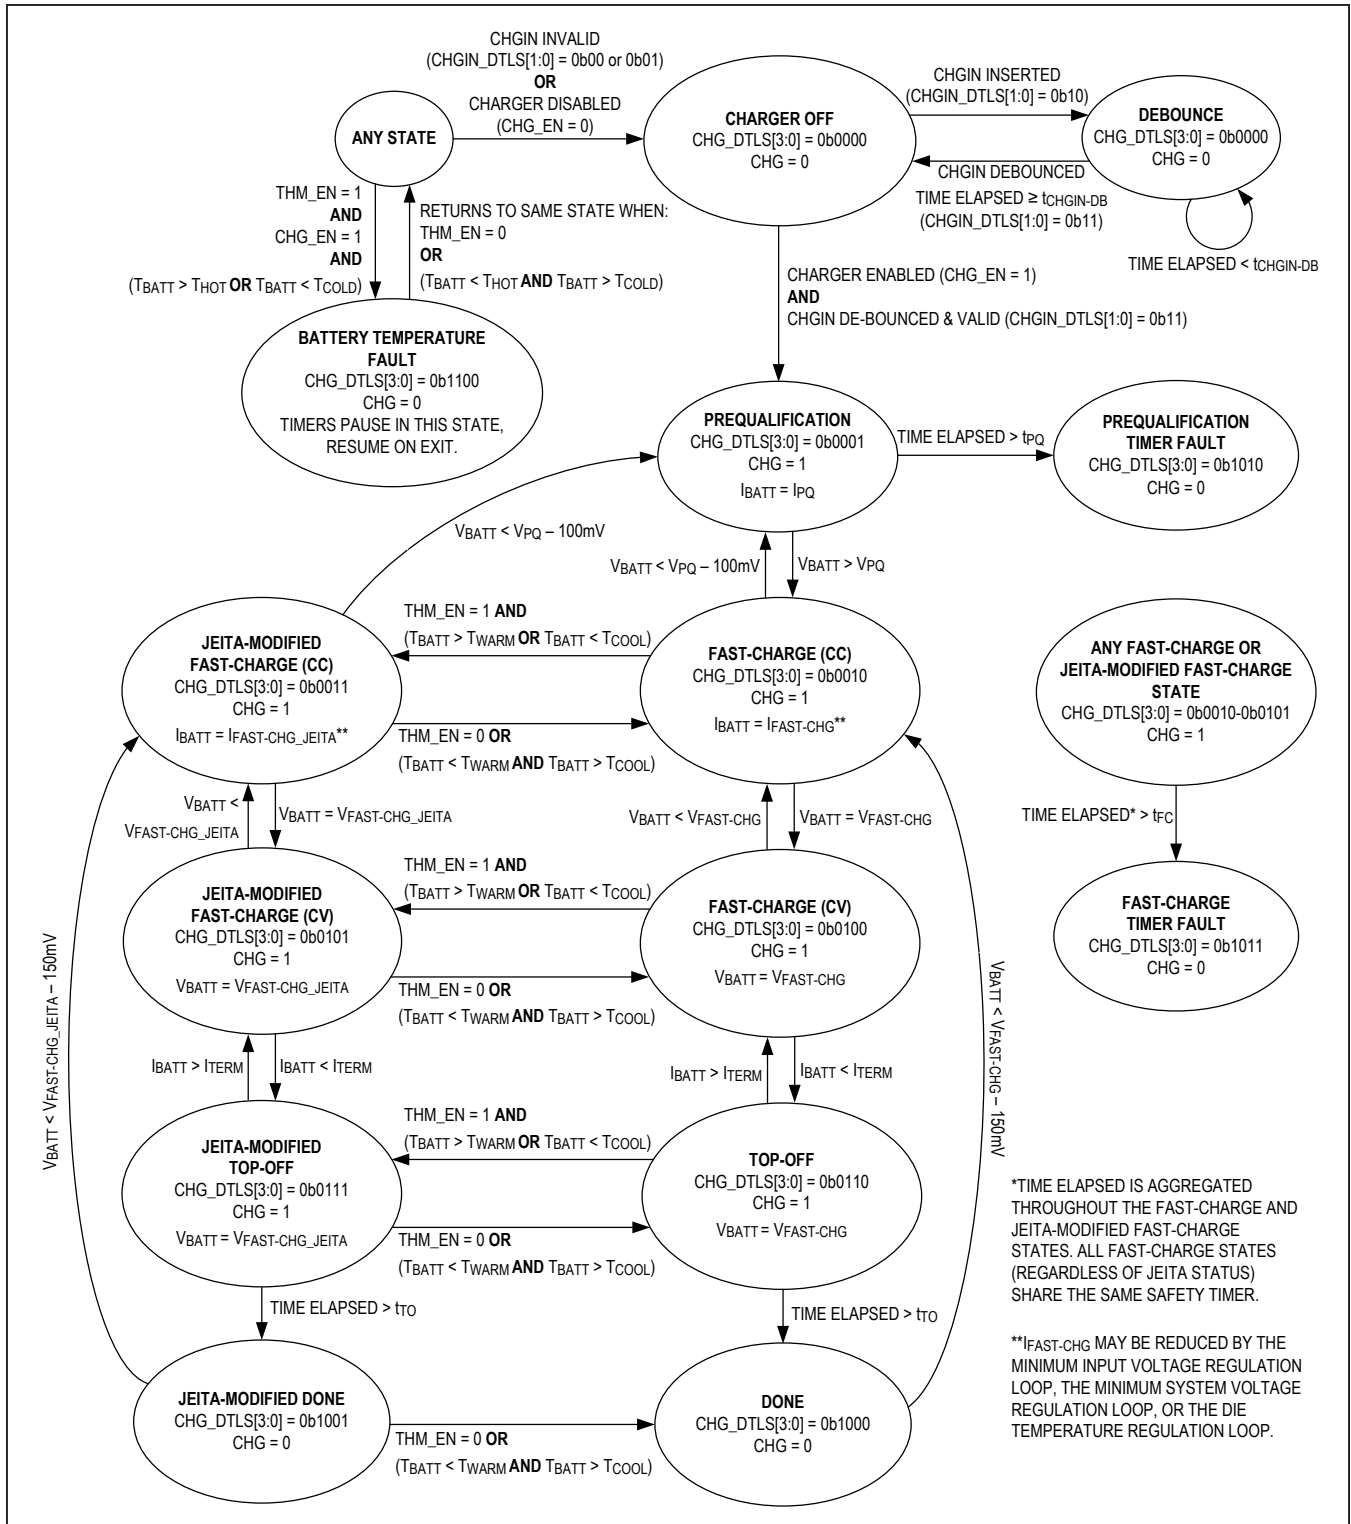 CHGIN INVALID
(CHGIN_DTLS[1:0] = 0b00 or 0b01)
OR
CHARGER DISABLED
(CHG_EN = 0)
ANY STATE
CHARGER OFF
CHG_DTLS[3:0] = 0b0000
CHG = 0
CHGIN INSERTED
(CHGIN_DTLS[1:0] = 0b10)
DEBOUNCE
CHG_DTLS[3:0] = 0b0000
CHG = 0
CHGIN DEBOUNCED
TIME ELAPSED ≥ tCHGIN-DB
(CHGIN_DTLS[1:0] = 0b11)
TIME ELAPSED < tCHGIN-DB
THM_EN = 1
AND
CHG_EN = 1
AND
(TBATT > THOT OR TBATT < TCOLD)
RETURNS TO SAME STATE WHEN:
THM_EN = 0
OR
(TBATT < THOT AND TBATT > TCOLD)
CHARGER ENABLED (CHG_EN = 1)
AND
CHGIN DE-BOUNCED & VALID (CHGIN_DTLS[1:0] = 0b11)
BATTERY TEMPERATURE
FAULT
CHG_DTLS[3:0] = 0b1100
CHG = 0
TIMERS PAUSE IN THIS STATE,
RESUME ON EXIT.
PREQUALIFICATION
CHG_DTLS[3:0] = 0b0001
CHG = 1
IBATT = IPQ
TIME ELAPSED > tPQ
PREQUALIFICATION
TIMER FAULT
CHG_DTLS[3:0] = 0b1010
CHG = 0
VBATT < VPQ – 100mV
VBATT < VPQ – 100mV
VBATT > VPQ
JEITA-MODIFIED
FAST-CHARGE (CC)
CHG_DTLS[3:0] = 0b0011
CHG = 1
IBATT = IFAST-CHG_JEITA**
THM_EN = 1 AND
(TBATT > TWARM OR TBATT < TCOOL)
THM_EN = 0 OR
(TBATT < TWARM AND TBATT > TCOOL)
FAST-CHARGE (CC)
CHG_DTLS[3:0] = 0b0010
CHG = 1
IBATT = IFAST-CHG**
ANY FAST-CHARGE OR
JEITA-MODIFIED FAST-CHARGE
STATE
CHG_DTLS[3:0] = 0b0010-0b0101
CHG = 1
VBATT <
VFAST-CHG_JEITA
VBATT = VFAST-CHG_JEITA
VBATT < VFAST-CHG
VBATT = VFAST-CHG
TIME ELAPSED* > tFC
JEITA-MODIFIED
FAST-CHARGE (CV)
CHG_DTLS[3:0] = 0b0101
CHG = 1
VBATT = VFAST-CHG_JEITA
THM_EN = 1 AND
(TBATT > TWARM OR TBATT < TCOOL)
THM_EN = 0 OR
(TBATT < TWARM AND TBATT > TCOOL)
FAST-CHARGE (CV)
CHG_DTLS[3:0] = 0b0100
CHG = 1
VBATT = VFAST-CHG
FAST-CHARGE
TIMER FAULT
CHG_DTLS[3:0] = 0b1011
CHG = 0
VBATT < VFAST-CHG_JEITA – 150mV
VBATT < VFAST-CHG – 150mV
IBATT > ITERM
IBATT < ITERM
IBATT > ITERM
IBATT < ITERM
JEITA-MODIFIED
TOP-OFF
CHG_DTLS[3:0] = 0b0111
CHG = 1
VBATT = VFAST-CHG_JEITA
THM_EN = 1 AND
(TBATT > TWARM OR TBATT < TCOOL)
THM_EN = 0 OR
(TBATT < TWARM AND TBATT > TCOOL)
TOP-OFF
CHG_DTLS[3:0] = 0b0110
CHG = 1
VBATT = VFAST-CHG
*TIME ELAPSED IS AGGREGATED
THROUGHOUT THE FAST-CHARGE AND
JEITA-MODIFIED FAST-CHARGE
STATES. ALL FAST-CHARGE STATES
(REGARDLESS OF JEITA STATUS)
SHARE THE SAME SAFETY TIMER.
TIME ELAPSED > tTO
TIME ELAPSED > tTO
JEITA-MODIFIED DONE
CHG_DTLS[3:0] = 0b1001
CHG = 0
THM_EN = 0 OR
(TBATT < TWARM AND TBATT > TCOOL)
DONE
CHG_DTLS[3:0] = 0b1000
CHG = 0
**IFAST-CHG MAY BE REDUCED BY THE
MINIMUM INPUT VOLTAGE REGULATION
LOOP, THE MINIMUM SYSTEM VOLTAGE
REGULATION LOOP, OR THE DIE
TEMPERATURE REGULATION LOOP.